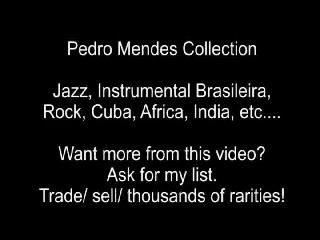 Pedro Mendes Collection
Jazz, Instrumental Brasileira,
Rock, Cuba, Africa, India, etc....
Want more from this video?
Ask for my list.
Trade/ sell/ thousands of rarities!